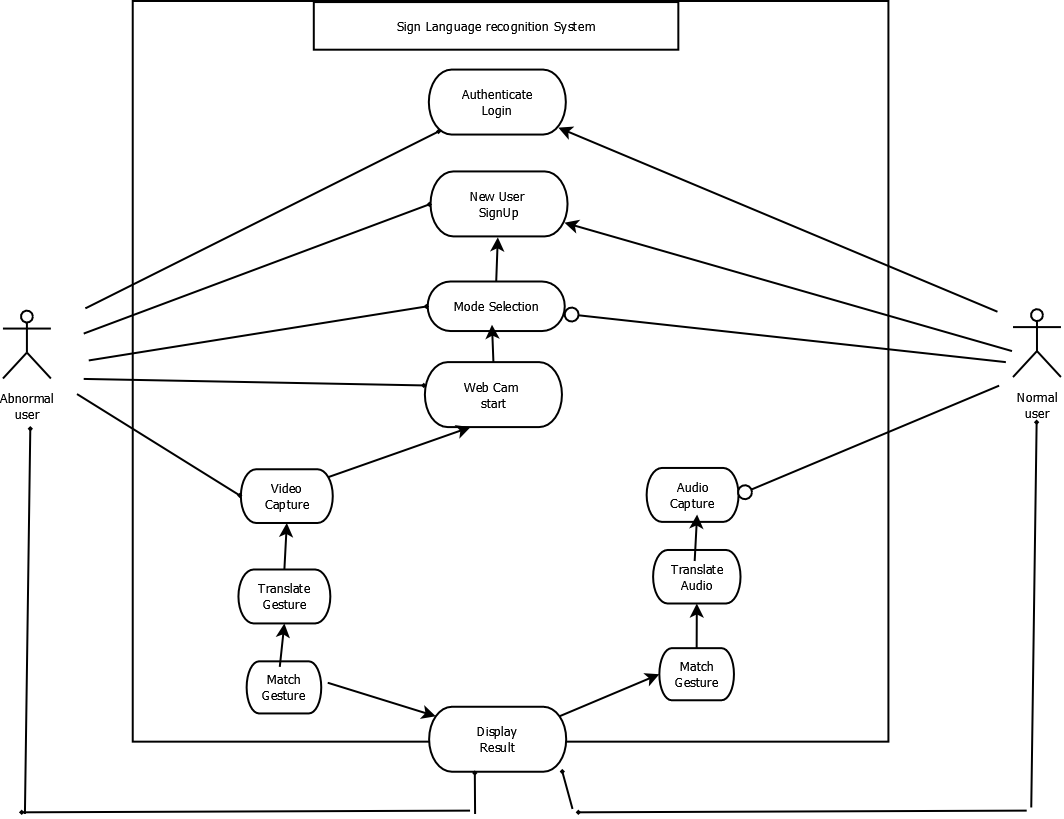 Sign Language recognition System
Authenticate
Login
New User
SignUp
Mode Selection
Web Cam
start
Abnormal
user
Normal
user
Video
Capture
Audio
Capture
Translate
Gesture
Translate
Audio
Match
Gesture
Match
Gesture
Display
Result